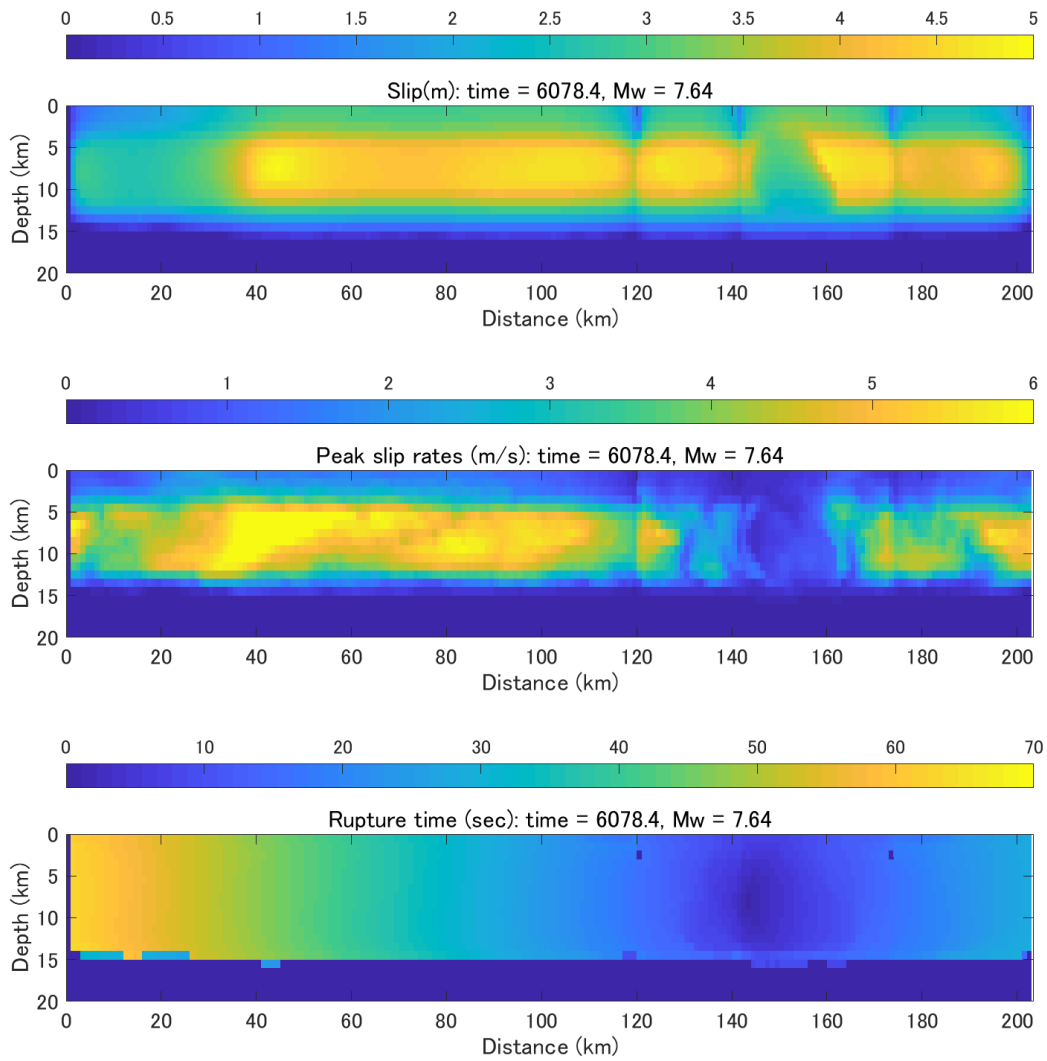 0 0.5 1 1.5 2 2.5 3 3.5 4 4.5 5
Slip(m): time = 6078.4, Mw = 7.64
0
5
10
15
20
Depth (km)
0 20 40 60 80 100 120 140 160 180 200
Distance (km)
0 1 2 3 4 5 6
Peak slip rates (m/s): time = 6078.4, Mw = 7.64
0
5
10
15
20
Depth (km)
0 20 40 60 80 100 120 140 160 180 200
Distance (km)
0 10 20 30 40 50 60 70
Rupture time (sec): time = 6078.4, Mw = 7.64
0
5
10
15
20
Depth (km)
0 20 40 60 80 100 120 140 160 180 200
Distance (km)